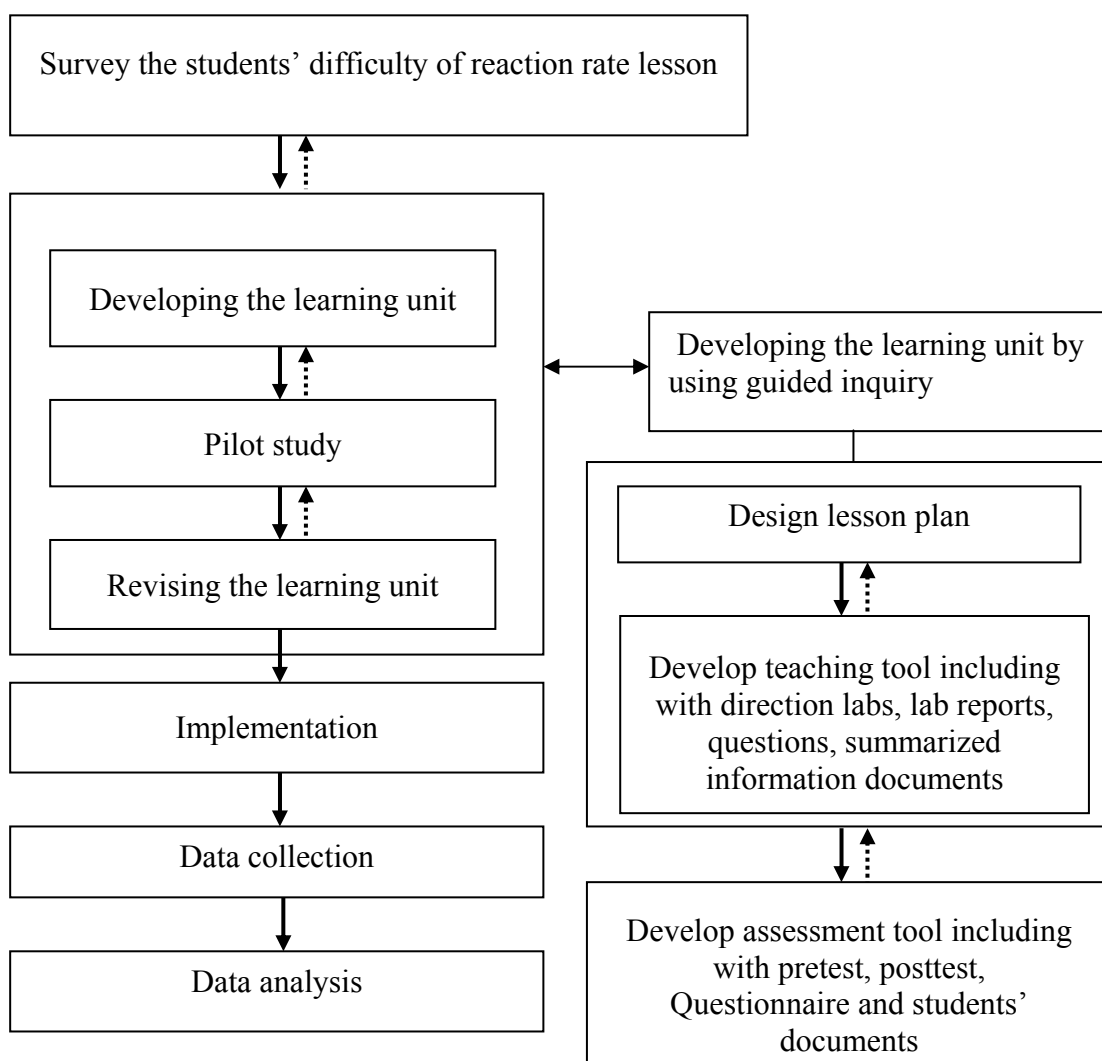 Survey the students’ difficulty of reaction rate lesson
Developing the learning unit
Pilot study
Revising the learning unit
Implementation
Data collection
Data analysis
Developing the learning unit by
using guided inquiry
Design lesson plan
Develop teaching tool including
with direction labs, lab reports,
questions, summarized
information documents
Develop assessment tool including
with pretest, posttest,
Questionnaire and students’
documents